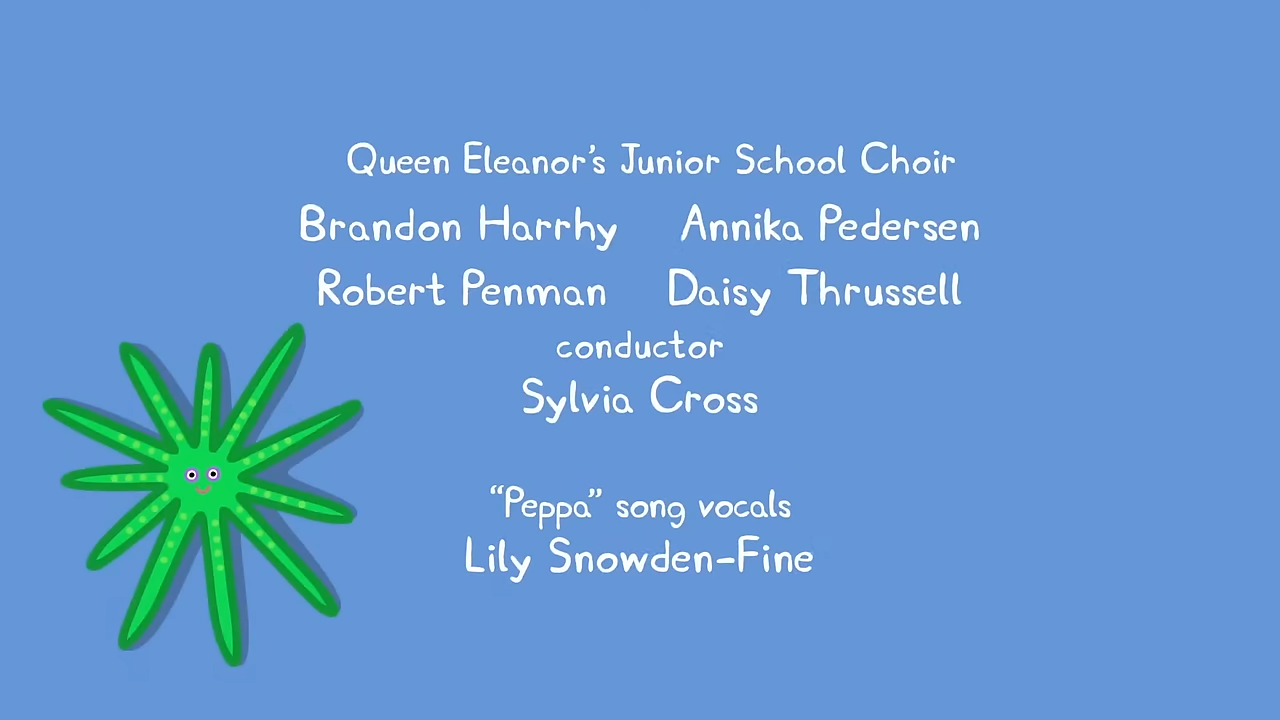 Queen Eleanor's Junior School Choir
Brandon Harrhy Annika Pedersen
Robert Penman Daisy Thrussell
conductor
Sylvia Cross
“Peppa” song vocals
Lily Snowden-Fine